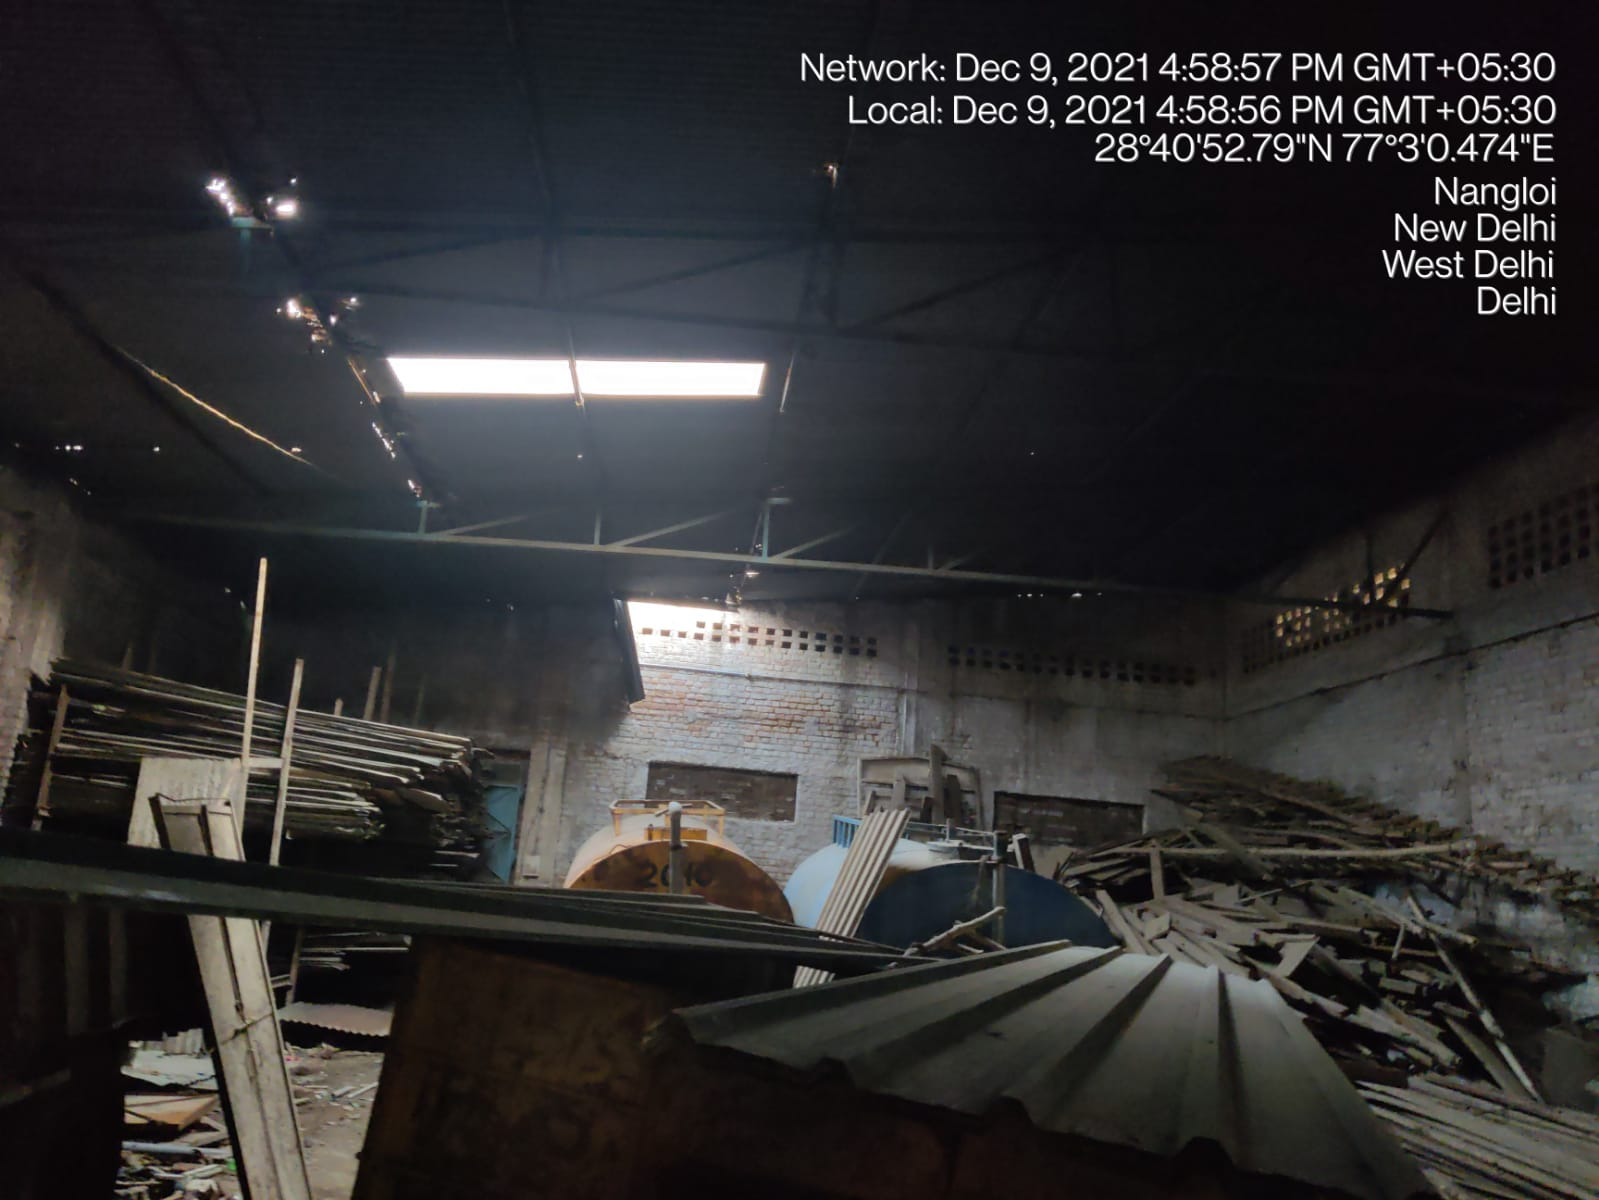 Network: Dec 9, 2021 4:58:57 PM GMT+05:30
Local: Dec 9, 2021 4:58:56 PM GMT+05:30
28°40'52.79"N 77°3'0.474"E
Nangloi
New Delhi
West Delhi
Delhi